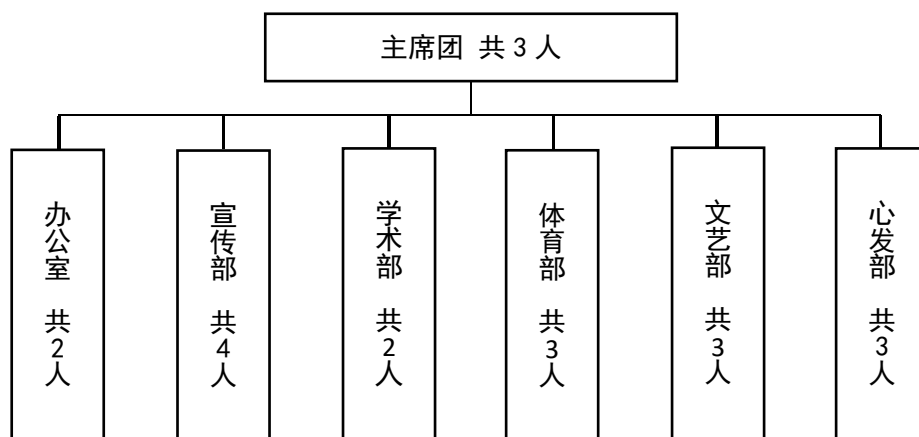 主席团 共 3 人
办公室 共2人
宣传部 共4人
学术部 共2人
体育部 共3人
文艺部 共3人
心发部 共3人